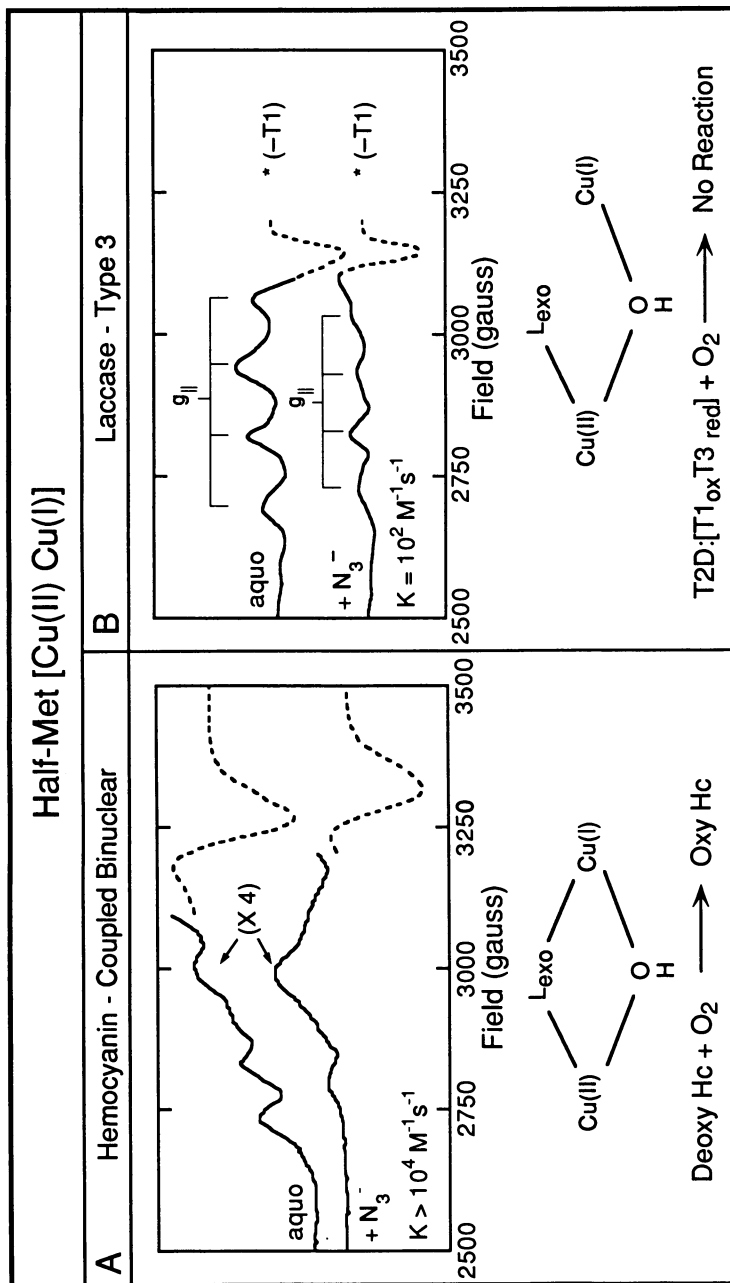 Half-Met [Cu(II) Cu(I)]
A
Hemocyanin - Coupled Binuclear
aquo
(X 4)
+ N3-
K > 10^4 M^-1s^-1
2500 2750 3000 3250 3500
Field (gauss)
Lexo
Cu(II) Cu(I)
O
H
Deoxy Hc + O2 → Oxy Hc
B
Laccase - Type 3
g||
aquo
* (–T1)
g||
+ N3–
* (–T1)
K = 10^2 M^-1s^-1
2500 2750 3000 3250 3500
Field (gauss)
Lexo
Cu(II) Cu(I)
O
H
T2D:[T1ox T3 red] + O2 → No Reaction